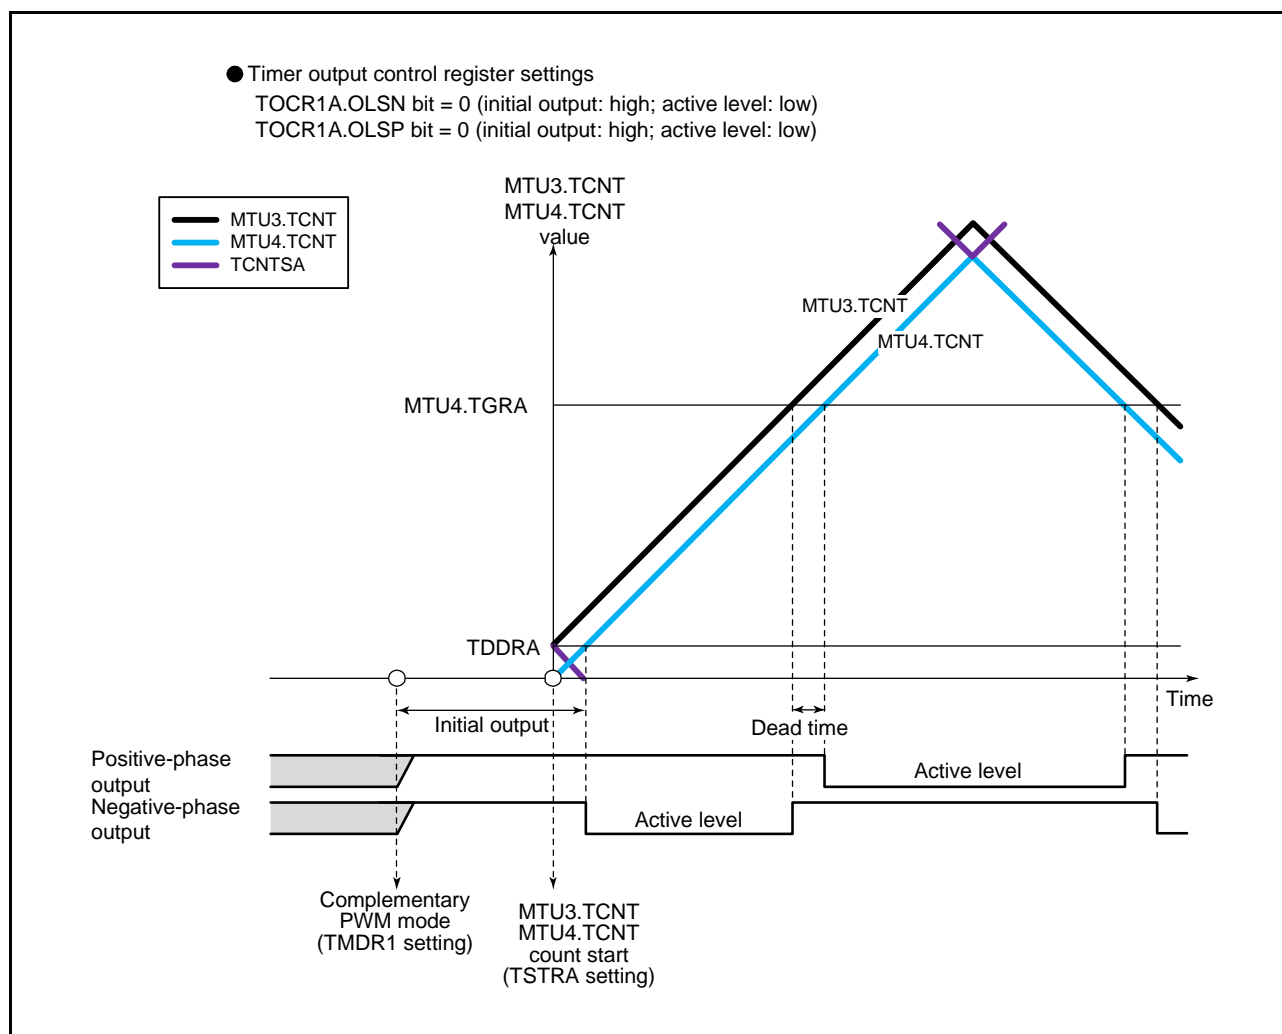 ● Timer output control register settings
TOCR1A.OLSN bit = 0 (initial output: high; active level: low)
TOCR1A.OLSP bit = 0 (initial output: high; active level: low)
MTU3.TCNT
MTU4.TCNT
value
MTU3.TCNT
MTU4.TCNT
TCNTSA
MTU3.TCNT
MTU4.TCNT
MTU4.TGRA
TDDRA
Time
Initial output
Dead time
Positive-phase
output
Active level
Negative-phase
output
Active level
Complementary
PWM mode
(TMDR1 setting)
MTU3.TCNT
MTU4.TCNT
count start
(TSTRA setting)